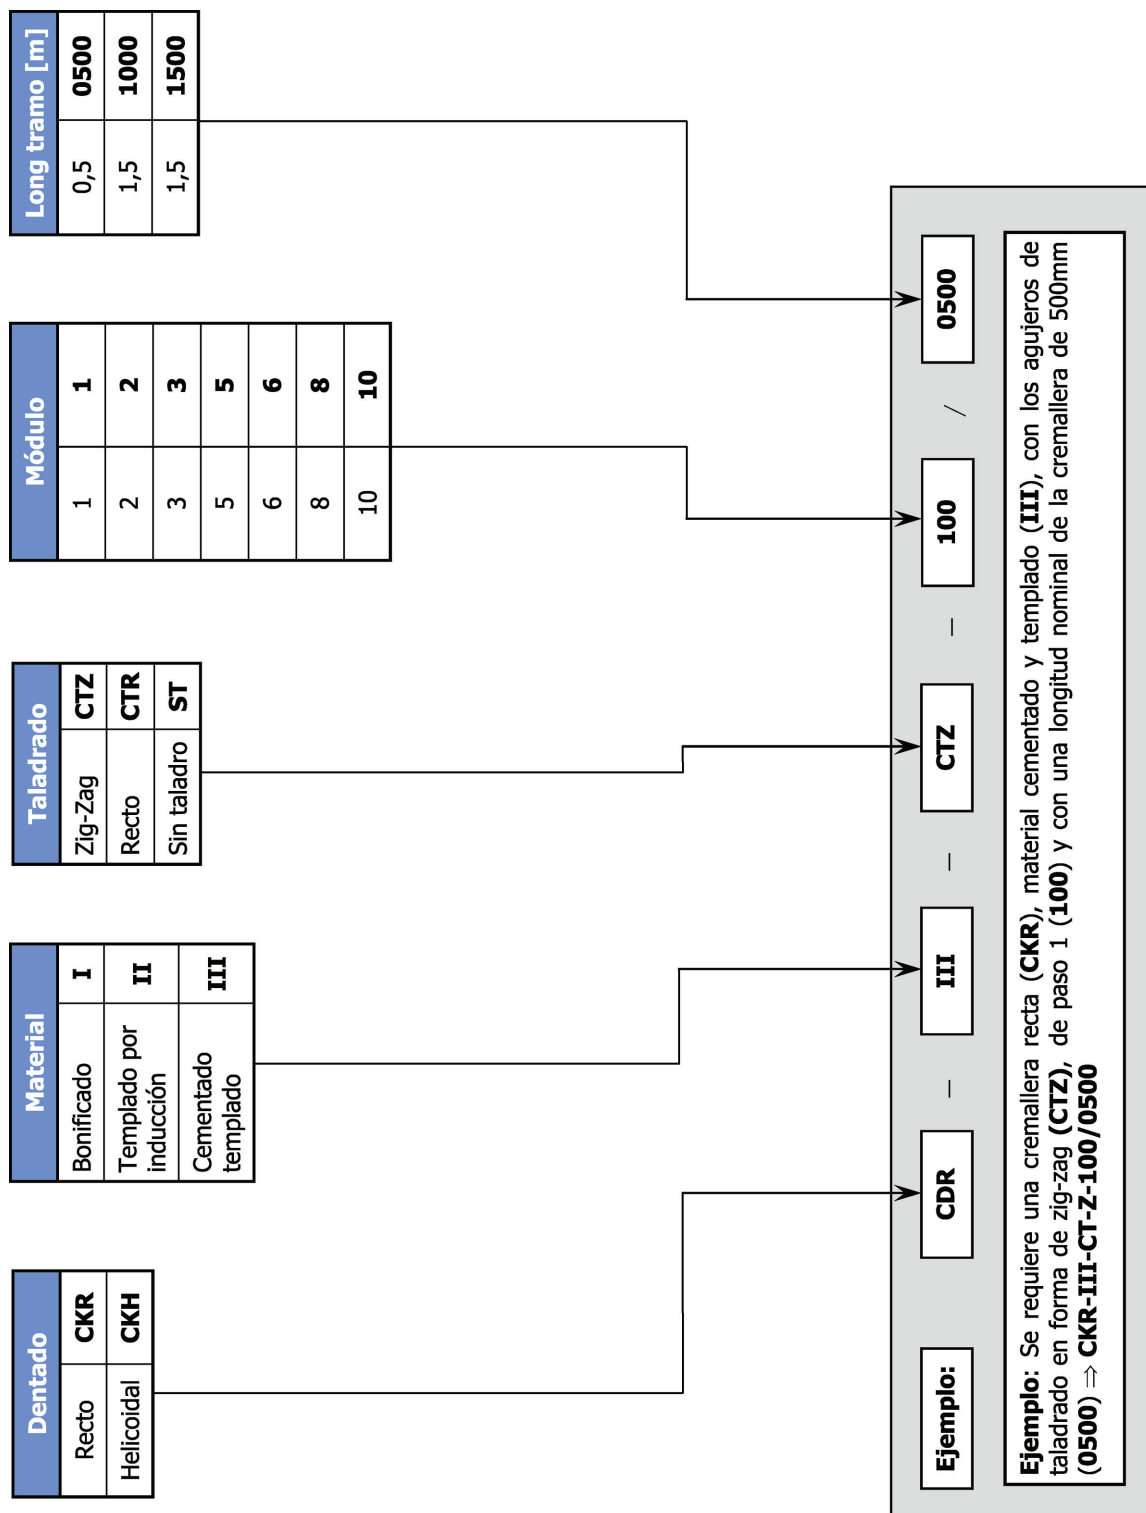 Dentado
Recto CKR
Helicoidal CKH
Material
Bonificado I
Templado por
inducción II
Cementado
templado III
Taladrado
Zig-Zag CTZ
Recto CTR
Sin taladro ST
Módulo
1 1
2 2
3 3
5 5
6 6
8 8
10 10
Long tramo [m]
0,5 0500
1,5 1000
1,5 1500
Ejemplo: CDR – III – CTZ – 100 / 0500
Ejemplo: Se requiere una cremallera recta (CKR), material cementado y templado (III), con los agujeros de
taladrado en forma de zig-zag (CTZ), de paso 1 (100) y con una longitud nominal de la cremallera de 500mm
(0500) ⇒ CKR-III-CT-Z-100/0500